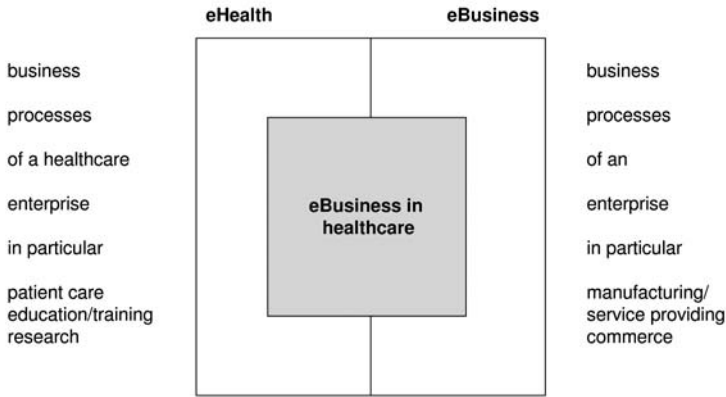 eHealth
eBusiness
business
processes
of a healthcare
enterprise
in particular
patient care
education/training
research
eBusiness in
healthcare
business
processes
of an
enterprise
in particular
manufacturing/
service providing
commerce